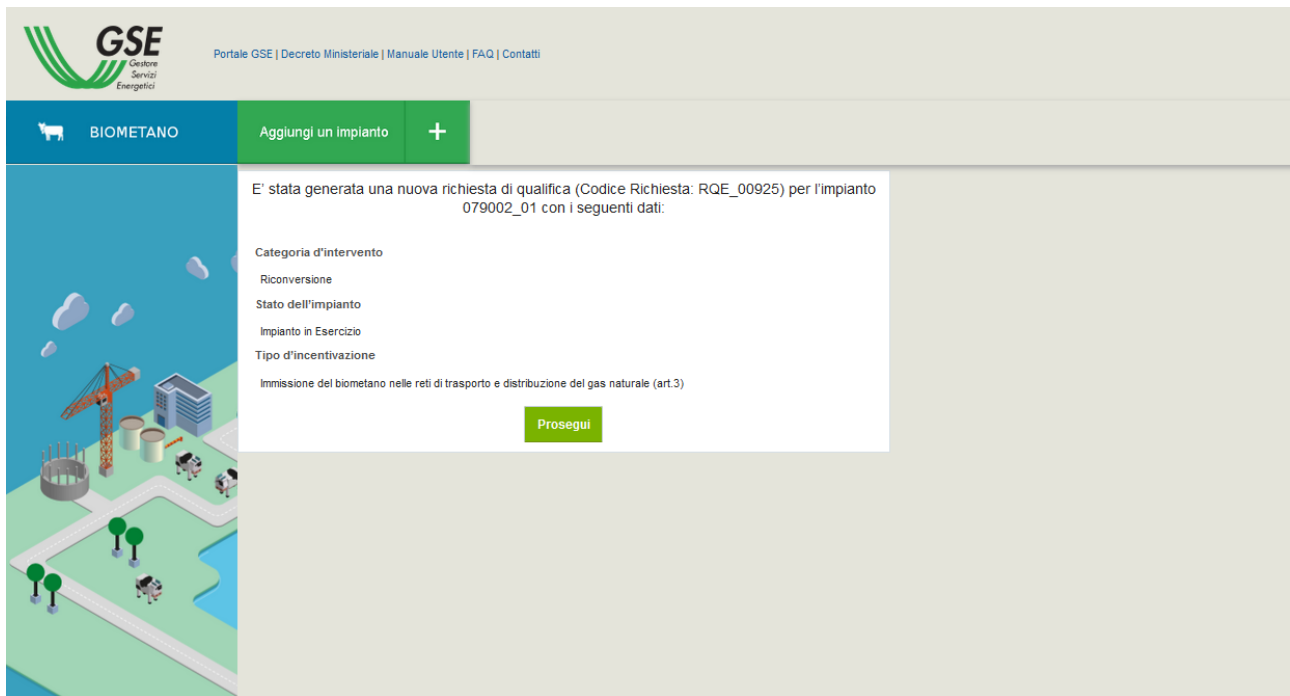 GSE
Gestore
Servizi
Energetici
Portale GSE | Decreto Ministeriale | Manuale Utente | FAQ | Contatti
BIOMETANO
Aggiungi un impianto +
E' stata generata una nuova richiesta di qualifica (Codice Richiesta: RQE_00925) per l'impianto
079002_01 con i seguenti dati:
Categoria d'intervento
Riconversione
Stato dell'impianto
Impianto in Esercizio
Tipo d'incentivazione
Immissione del biometano nelle reti di trasporto e distribuzione del gas naturale (art.3)
Prosegui